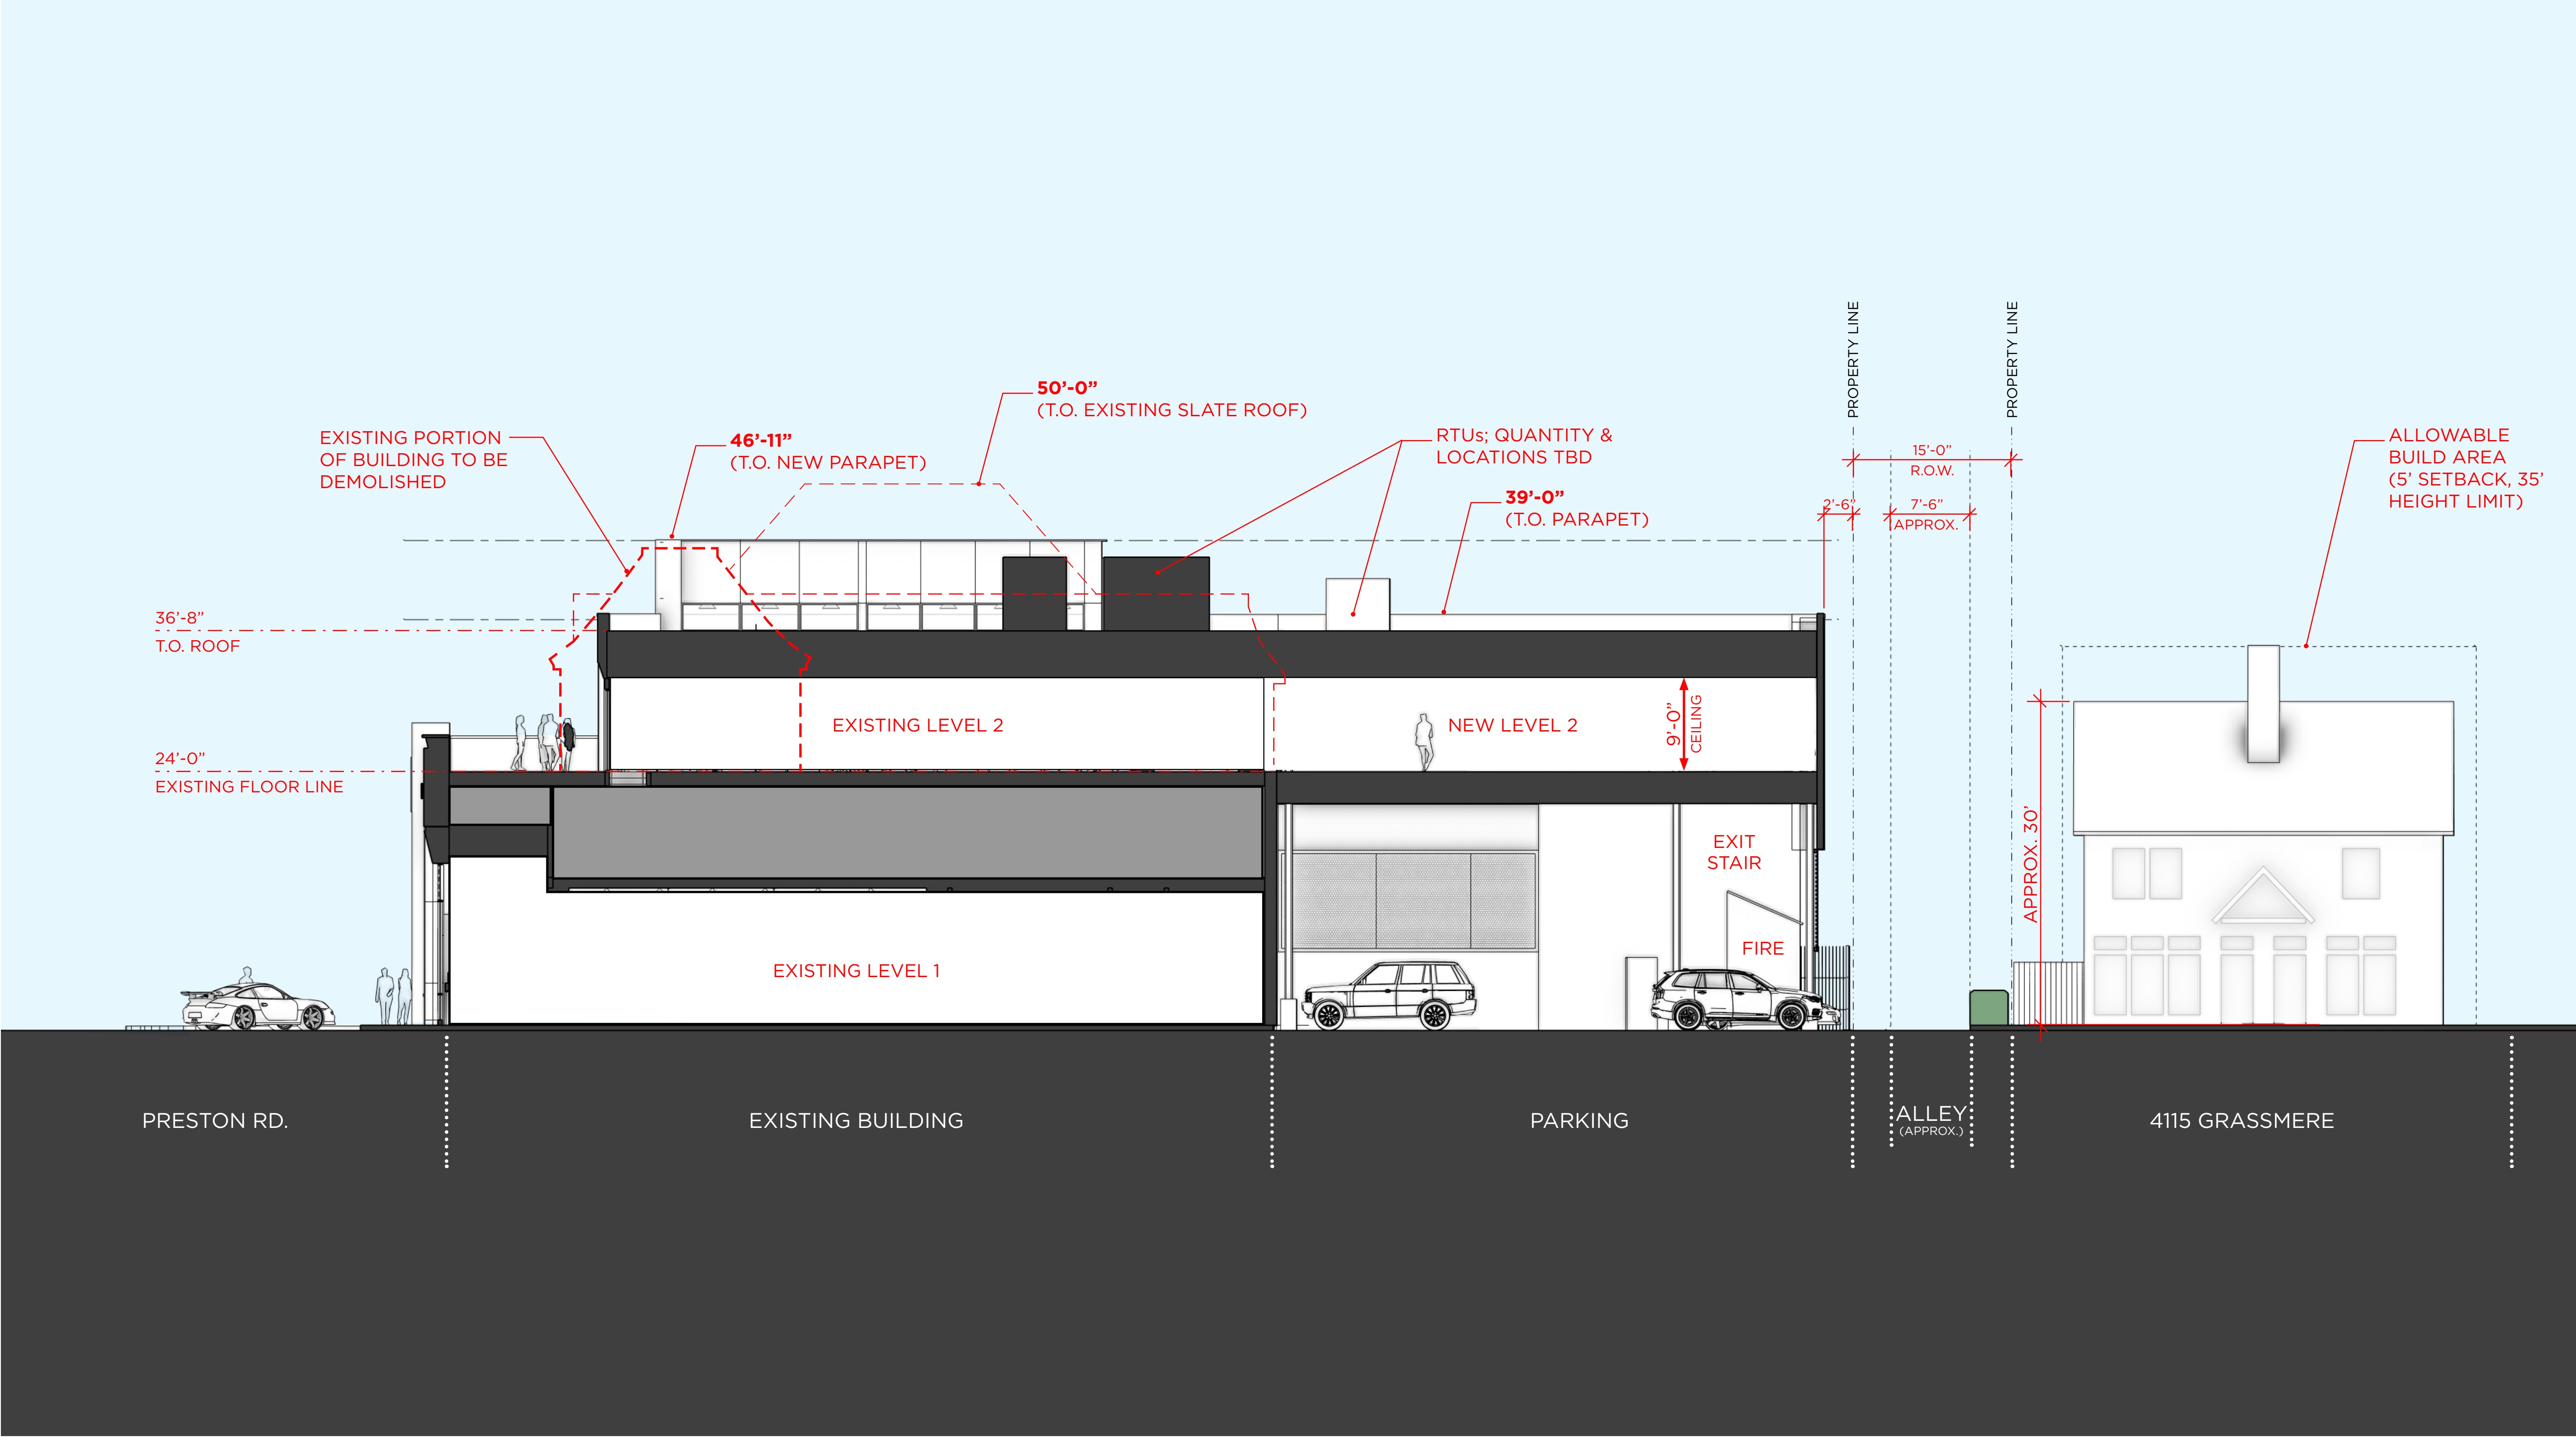 PROPERTY LINE
PROPERTY LINE
50’-0”
(T.O. EXISTING SLATE ROOF)
EXISTING PORTION
OF BUILDING TO BE
DEMOLISHED
46’-11”
(T.O. NEW PARAPET)
RTUs; QUANTITY &
LOCATIONS TBD
39’-0”
(T.O. PARAPET)
15’-0”
R.O.W.
2’-6”
7’-6”
APPROX.
ALLOWABLE
BUILD AREA
(5’ SETBACK, 35’
HEIGHT LIMIT)
36’-8”
T.O. ROOF
24’-0”
EXISTING FLOOR LINE
EXISTING LEVEL 2
NEW LEVEL 2
9’-0”
CEILING
EXIT
STAIR
FIRE
EXISTING LEVEL 1
APPROX. 30’
PRESTON RD.
EXISTING BUILDING
PARKING
ALLEY
(APPROX.)
4115 GRASSMERE